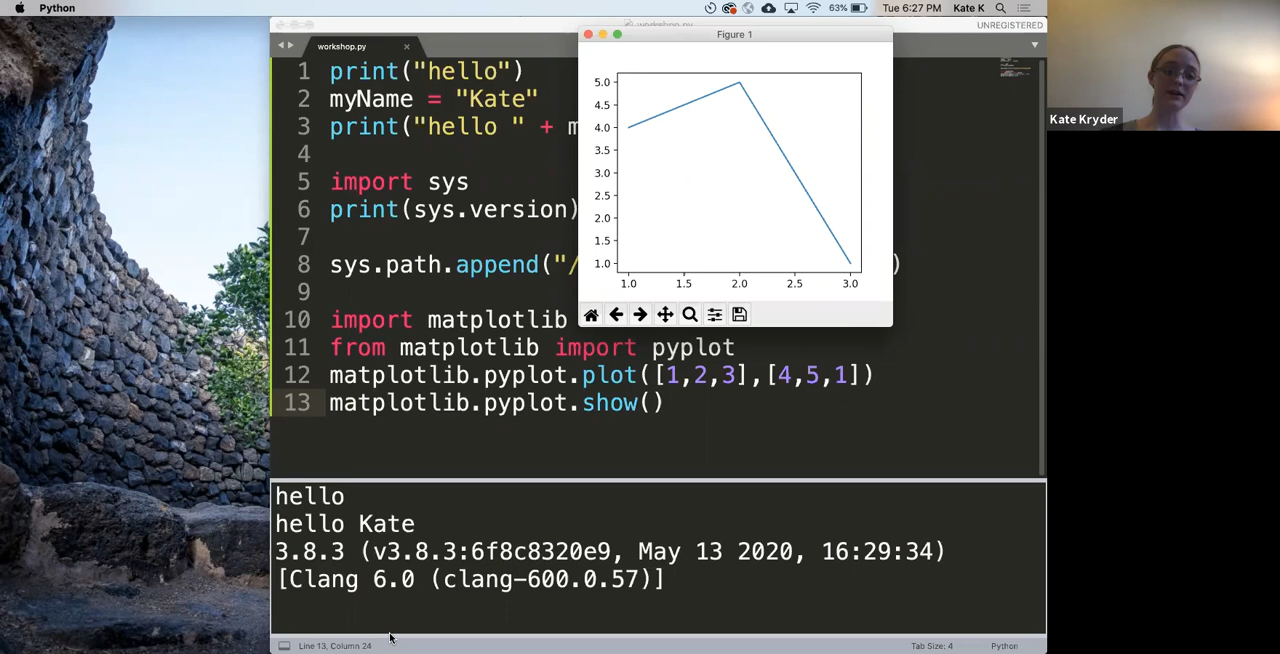 Python
63%
Tue 6:27 PM
Kate K
workshop.py
UNREGISTERED
workshop.py
1 print("hello")
2 myName = "Kate"
3 print("hello " + m
4
5 import sys
6 print(sys.version)
7
8 sys.path.append("/ )
9
10 import matplotlib
11 from matplotlib import pyplot
12 matplotlib.pyplot.plot([1,2,3],[4,5,1])
13 matplotlib.pyplot.show()
Figure 1
5.0
4.5
4.0
3.5
3.0
2.5
2.0
1.5
1.0
1.0 1.5 2.0 2.5 3.0
hello
hello Kate
3.8.3 (v3.8.3:6f8c8320e9, May 13 2020, 16:29:34)
[Clang 6.0 (clang-600.0.57)]
Line 13, Column 24
Tab Size: 4
Python
Kate Kryder